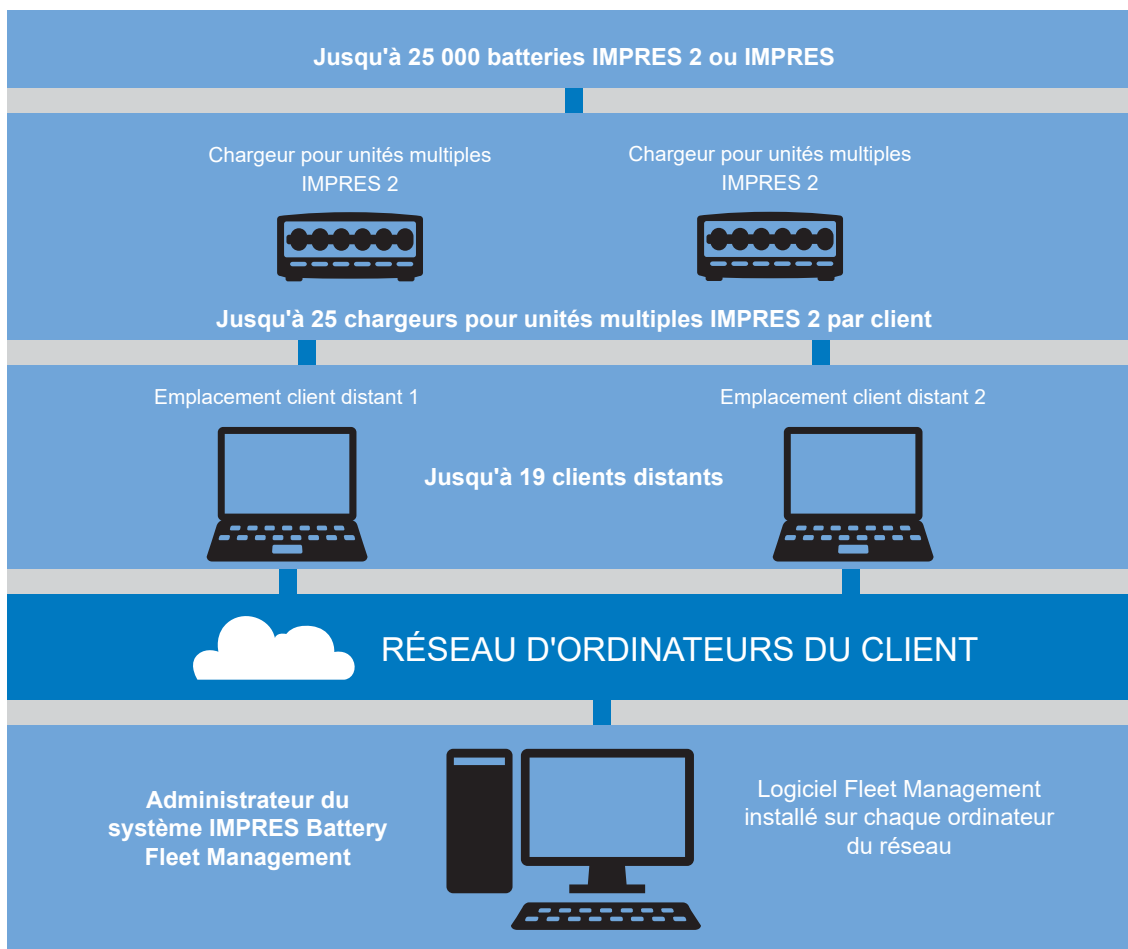 Jusqu'à 25 000 batteries IMPRES 2 ou IMPRES
Chargeur pour unités multiples
IMPRES 2
Chargeur pour unités multiples
IMPRES 2
Jusqu'à 25 chargeurs pour unités multiples IMPRES 2 par client
Emplacement client distant 1
Emplacement client distant 2
Jusqu'à 19 clients distants
RÉSEAU D'ORDINATEURS DU CLIENT
Administrateur du
système IMPRES Battery
Fleet Management
Logiciel Fleet Management
installé sur chaque ordinateur
du réseau